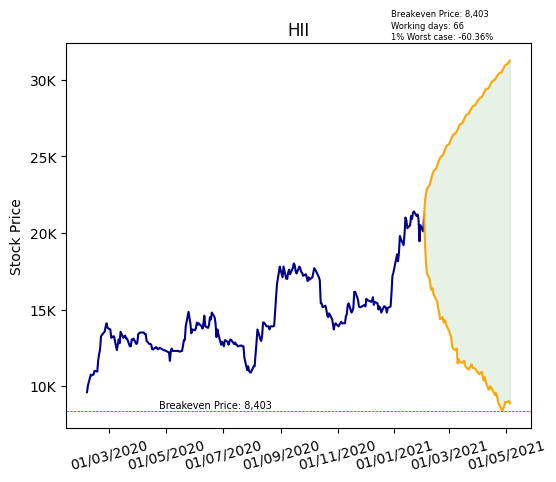 Breakeven Price: 8,403
Working days: 66
1% Worst case: -60.36%
HII
Stock Price
30K
25K
20K
15K
10K
Breakeven Price: 8,403
01/03/2020
01/05/2020
01/07/2020
01/09/2020
01/11/2020
01/01/2021
01/03/2021
01/05/2021